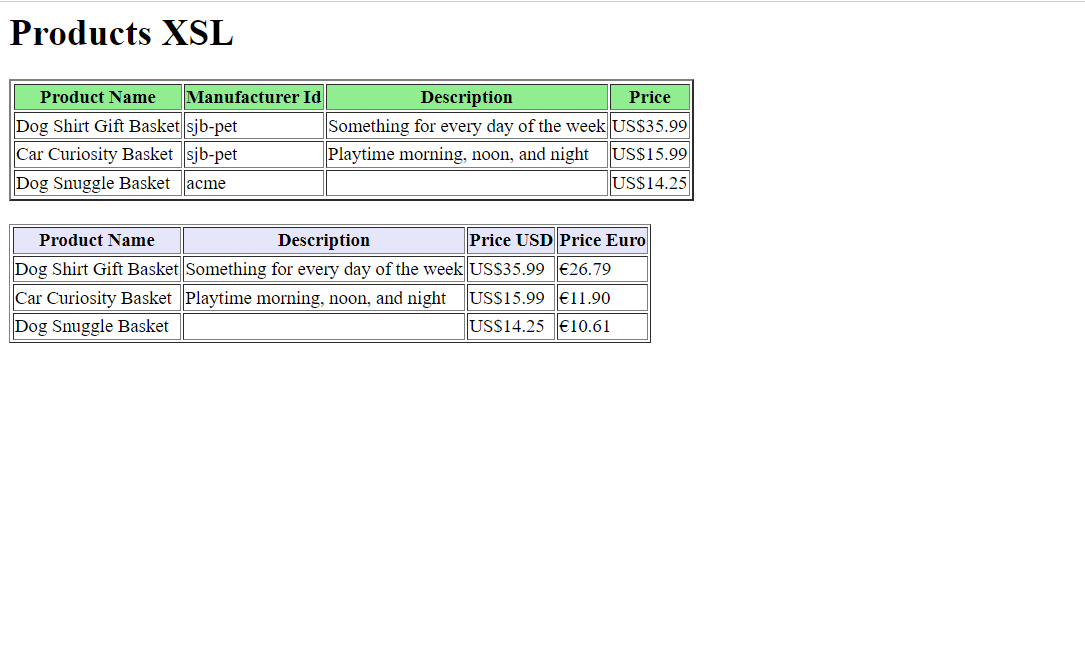 Products XSL
Product Name Manufacturer Id Description Price
Dog Shirt Gift Basket sjb-pet Something for every day of the week US$35.99
Car Curiosity Basket sjb-pet Playtime morning, noon, and night US$15.99
Dog Snuggle Basket acme US$14.25
Product Name Description Price USD Price Euro
Dog Shirt Gift Basket Something for every day of the week US$35.99 €26.79
Car Curiosity Basket Playtime morning, noon, and night US$15.99 €11.90
Dog Snuggle Basket US$14.25 €10.61